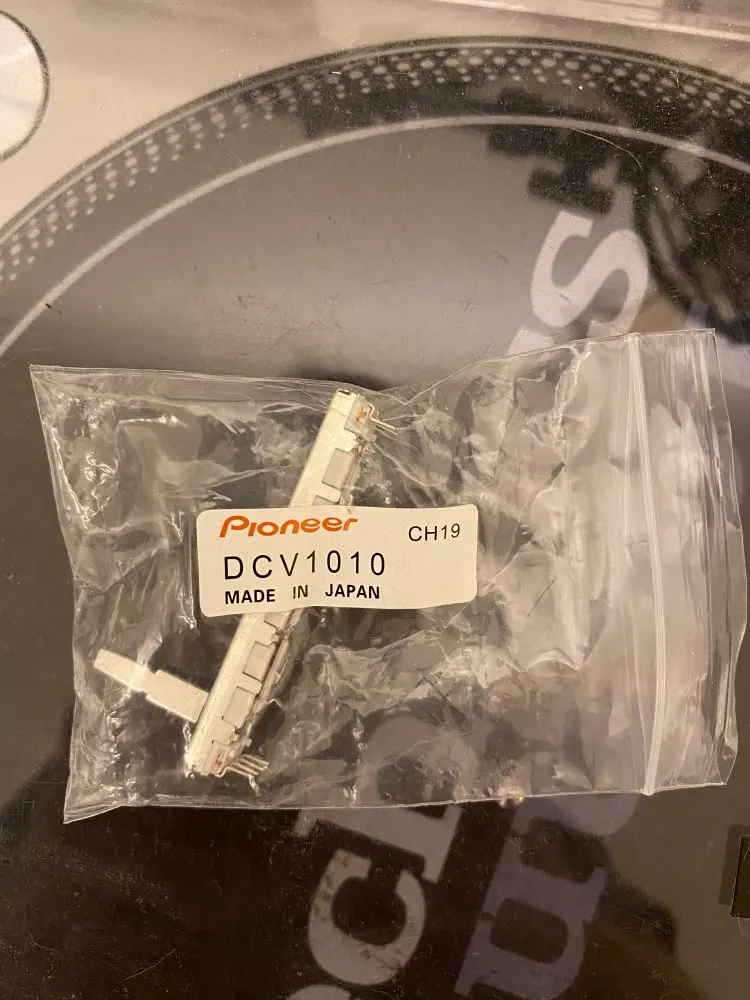 Pioneer CH19
DCV1010
MADE IN JAPAN